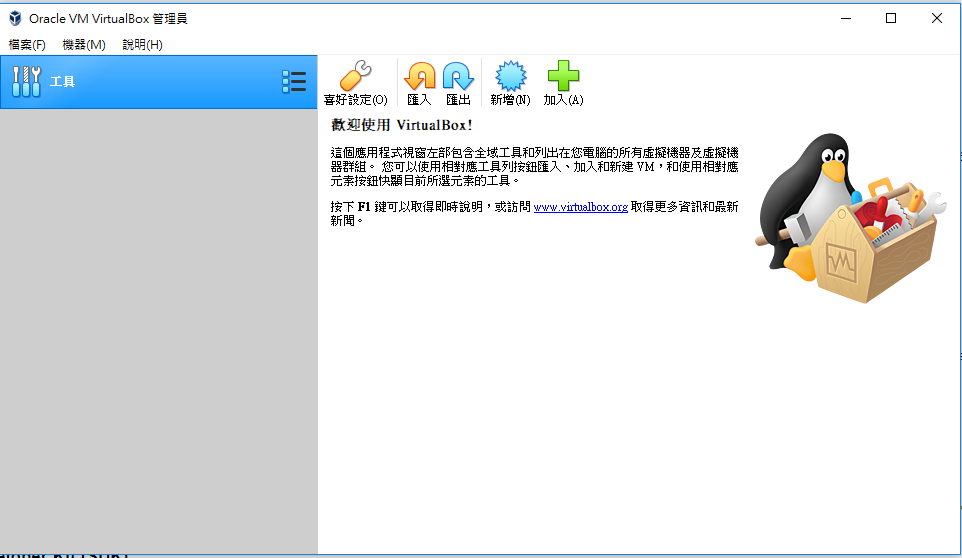 Oracle VM VirtualBox 管理員
檔案(F) 機器(M) 說明(H)
工具
喜好設定(O) 匯入 匯出 新增(N) 加入(A)
歡迎使用 VirtualBox!
這個應用程式視窗左部包含全域工具和列出在您電腦的所有虛擬機器及虛擬機
器群組。 您可以使用相對應工具列按鈕匯入、加入和新建 VM，和使用相對應
元素按鈕快顯目前所選元素的工具。
按下 F1 鍵可以取得即時說明，或訪問 www.virtualbox.org 取得更多資訊和最新
新聞。